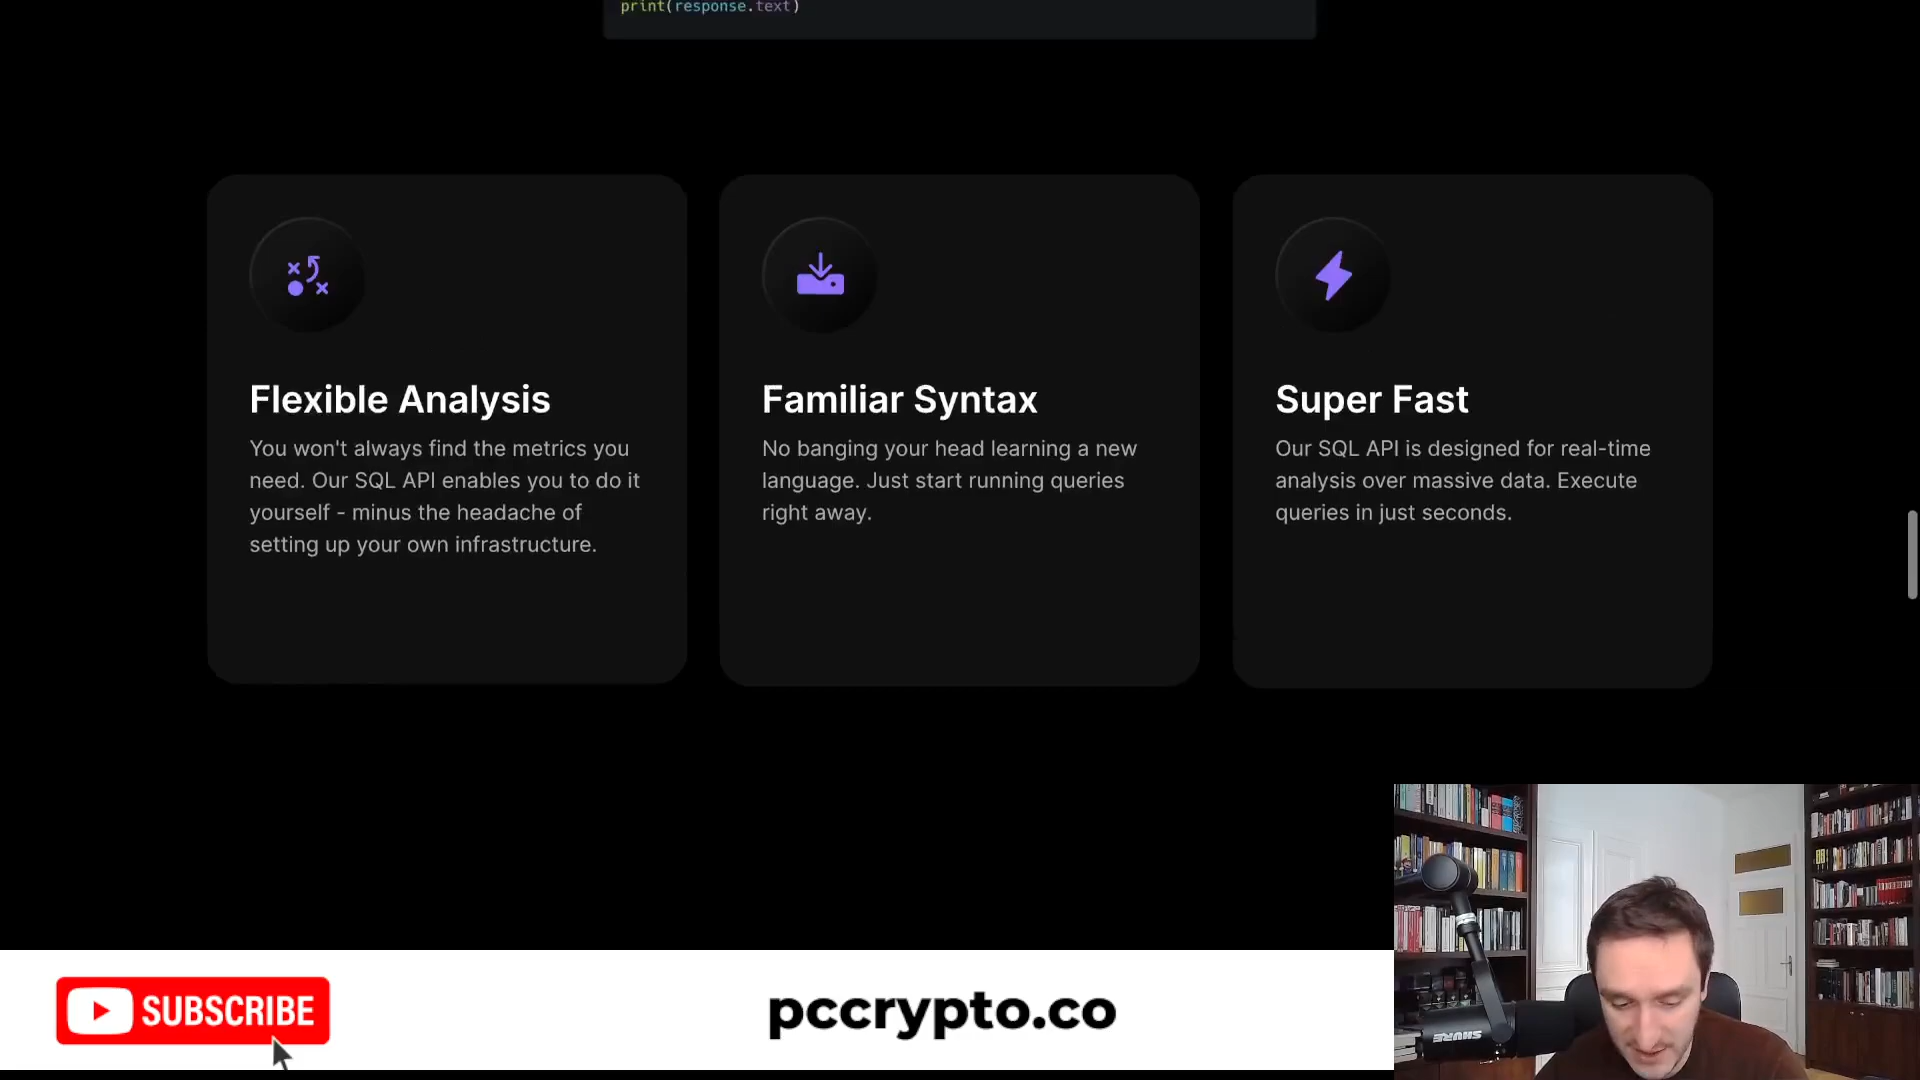 print(response.text)
Flexible Analysis
You won't always find the metrics you
need. Our SQL API enables you to do it
yourself - minus the headache of
setting up your own infrastructure.
Familiar Syntax
No banging your head learning a new
language. Just start running queries
right away.
Super Fast
Our SQL API is designed for real-time
analysis over massive data. Execute
queries in just seconds.
SUBSCRIBE
pccrypto.co
SHURE